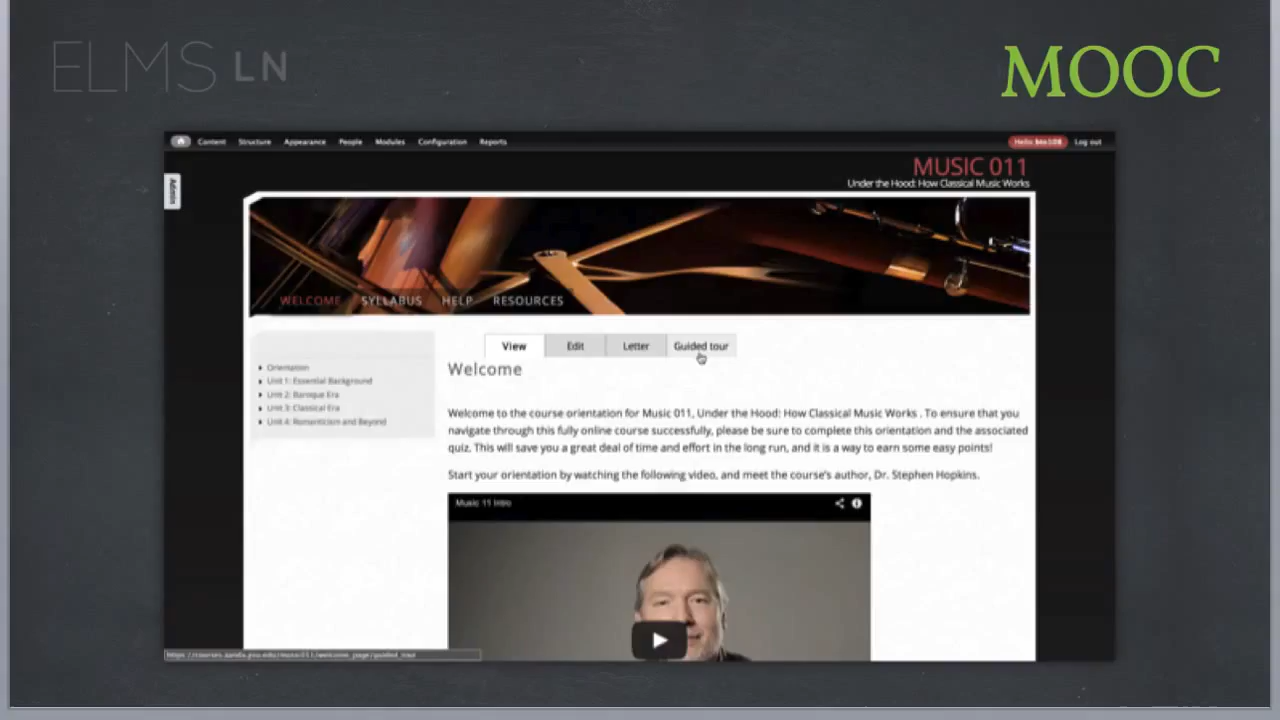 ELMS LN
MOOC
Content Structure Appearance People Modules Configuration Reports
Hello bto108 Log out
MUSIC 011
Under the Hood: How Classical Music Works
Admin
WELCOME SYLLABUS HELP RESOURCES
View Edit Letter Guided tour
Welcome
Orientation
Unit 1: Essential Background
Unit 2: Baroque Era
Unit 3: Classical Era
Unit 4: Romanticism and Beyond
Welcome to the course orientation for Music 011, Under the Hood: How Classical Music Works . To ensure that you
navigate through this fully online course successfully, please be sure to complete this orientation and the associated
quiz. This will save you a great deal of time and effort in the long run, and it is a way to earn some easy points!
Start your orientation by watching the following video, and meet the course's author, Dr. Stephen Hopkins.
Music 11 Intro